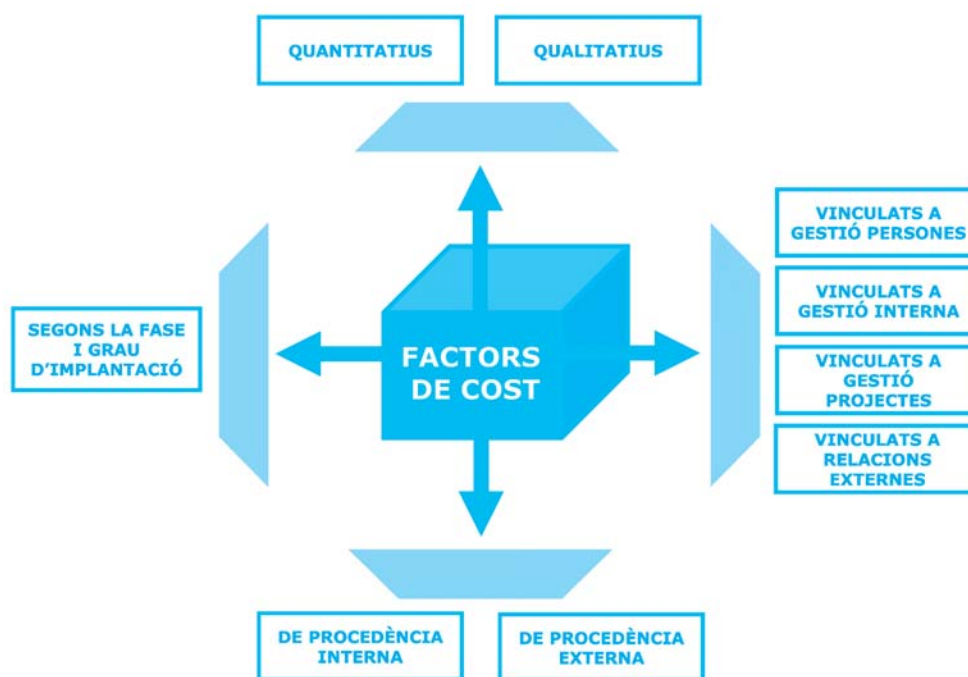 QUANTITATIUS
QUALITATIUS
VINCULATS A
GESTIÓ PERSONES
VINCULATS A
GESTIÓ INTERNA
SEGONS LA FASE
I GRAU
D'IMPLANTACIÓ
FACTORS
DE COST
VINCULATS A
GESTIÓ
PROJECTES
VINCULATS A
RELACIONS
EXTERNES
DE PROCEDÈNCIA
INTERNA
DE PROCEDÈNCIA
EXTERNA